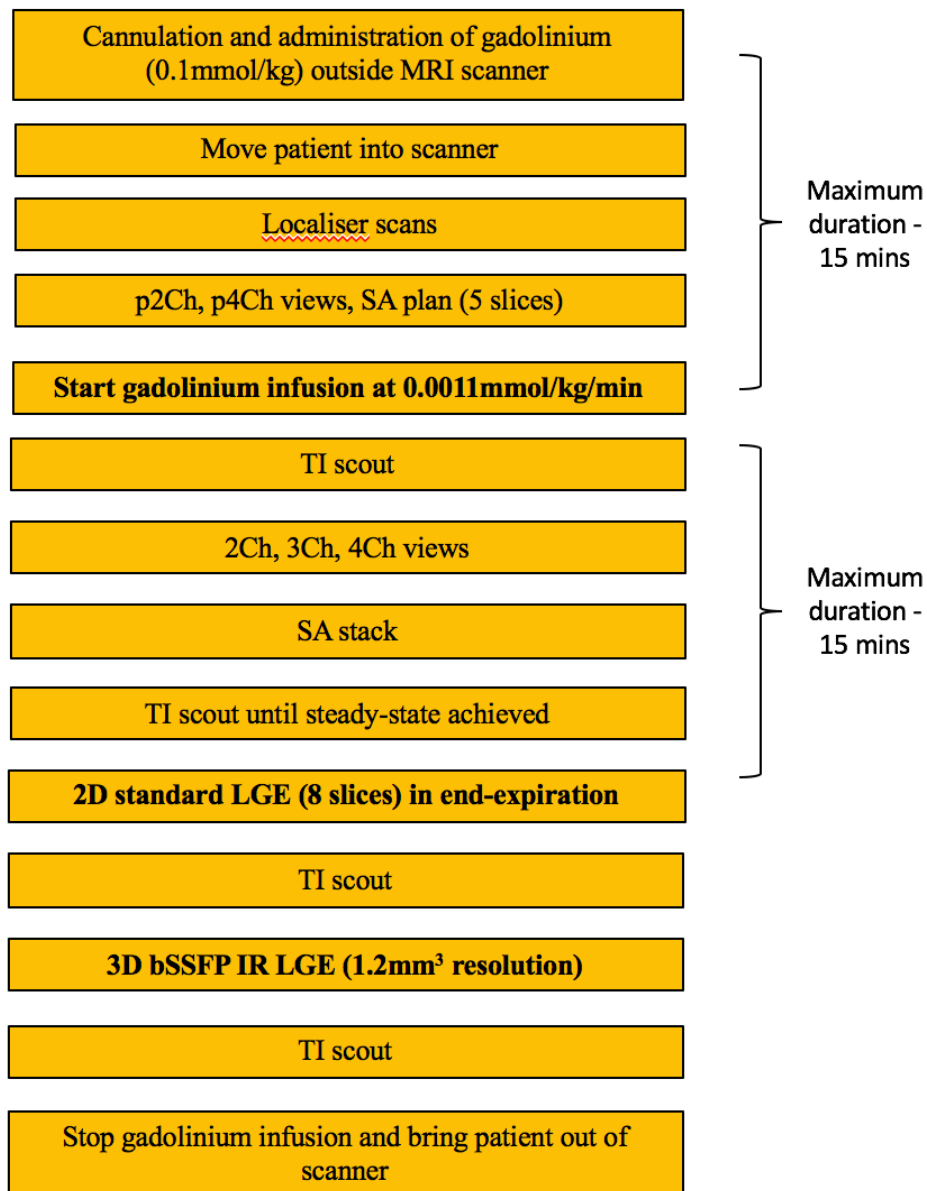 Cannulation and administration of gadolinium
(0.1mmol/kg) outside MRI scanner
Move patient into scanner
Localiser scans
p2Ch, p4Ch views, SA plan (5 slices)
Start gadolinium infusion at 0.0011mmol/kg/min
Maximum
duration -
15 mins
TI scout
2Ch, 3Ch, 4Ch views
SA stack
TI scout until steady-state achieved
2D standard LGE (8 slices) in end-expiration
Maximum
duration -
15 mins
TI scout
3D bSSFP IR LGE (1.2mm³ resolution)
TI scout
Stop gadolinium infusion and bring patient out of
scanner